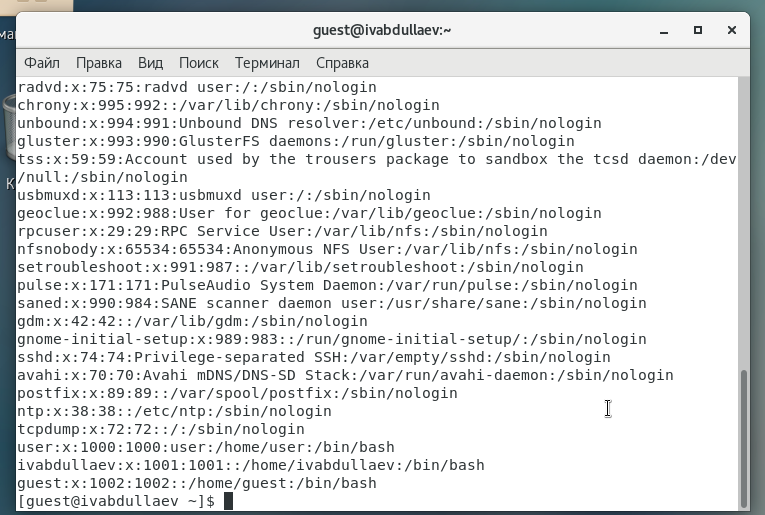 guest@ivabdullaev:~
Файл Правка Вид Поиск Терминал Справка
radvd:x:75:75:radvd user:/:/sbin/nologin
chrony:x:995:992::/var/lib/chrony:/sbin/nologin
unbound:x:994:991:Unbound DNS resolver:/etc/unbound:/sbin/nologin
gluster:x:993:990:GlusterFS daemons:/run/gluster:/sbin/nologin
tss:x:59:59:Account used by the trousers package to sandbox the tcsd daemon:/dev
/null:/sbin/nologin
usbmuxd:x:113:113:usbmuxd user:/:/sbin/nologin
geoclue:x:992:988:User for geoclue:/var/lib/geoclue:/sbin/nologin
rpcuser:x:29:29:RPC Service User:/var/lib/nfs:/sbin/nologin
nfsnobody:x:65534:65534:Anonymous NFS User:/var/lib/nfs:/sbin/nologin
setroubleshoot:x:991:987::/var/lib/setroubleshoot:/sbin/nologin
pulse:x:171:171:PulseAudio System Daemon:/var/run/pulse:/sbin/nologin
saned:x:990:984:SANE scanner daemon user:/usr/share/sane:/sbin/nologin
gdm:x:42:42::/var/lib/gdm:/sbin/nologin
gnome-initial-setup:x:989:983::/run/gnome-initial-setup/:/sbin/nologin
sshd:x:74:74:Privilege-separated SSH:/var/empty/sshd:/sbin/nologin
avahi:x:70:70:Avahi mDNS/DNS-SD Stack:/var/run/avahi-daemon:/sbin/nologin
postfix:x:89:89::/var/spool/postfix:/sbin/nologin
ntp:x:38:38::/etc/ntp:/sbin/nologin
tcpdump:x:72:72::/:/sbin/nologin
user:x:1000:1000:user:/home/user:/bin/bash
ivabdullaev:x:1001:1001::/home/ivabdullaev:/bin/bash
guest:x:1002:1002::/home/guest:/bin/bash
[guest@ivabdullaev ~]$